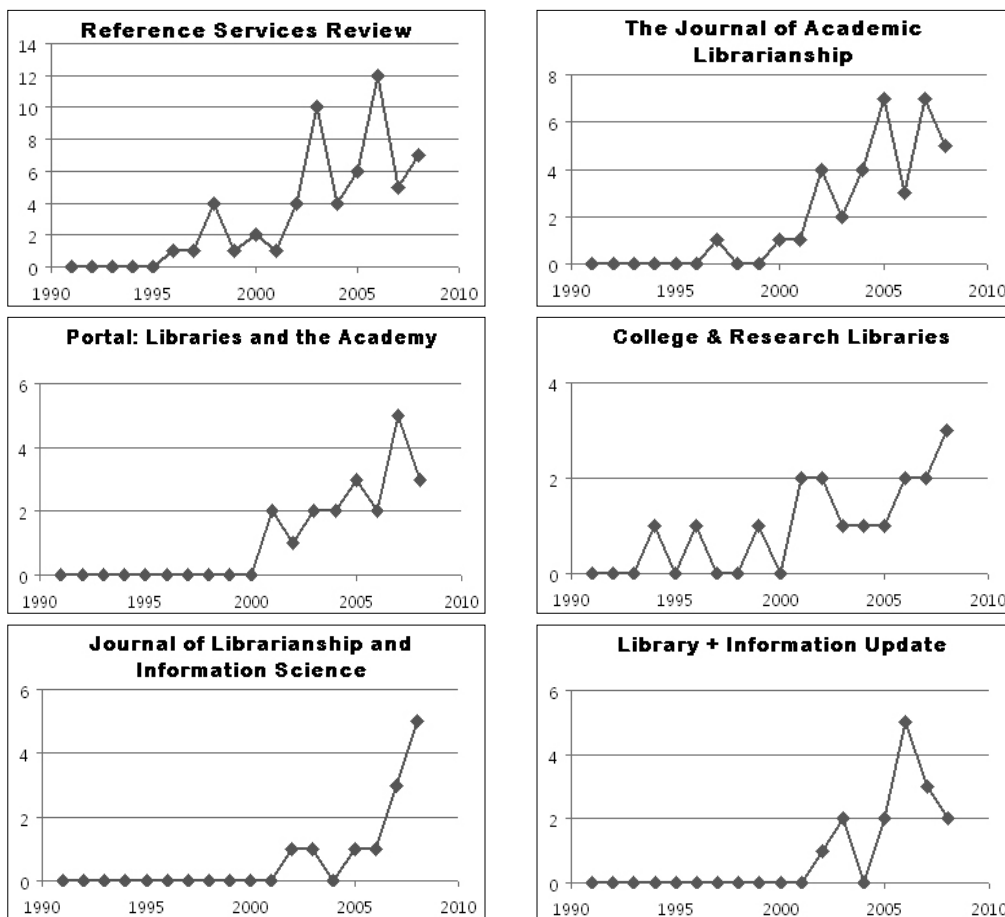 Reference Services Review
14
12
10
8
6
4
2
0
1990 1995 2000 2005 2010
The Journal of Academic
Librarianship
8
6
4
2
0
1990 1995 2000 2005 2010
Portal: Libraries and the Academy
6
4
2
0
1990 1995 2000 2005 2010
College & Research Libraries
4
2
0
1990 1995 2000 2005 2010
Journal of Librarianship and
Information Science
6
4
2
0
1990 1995 2000 2005 2010
Library + Information Update
6
4
2
0
1990 1995 2000 2005 2010